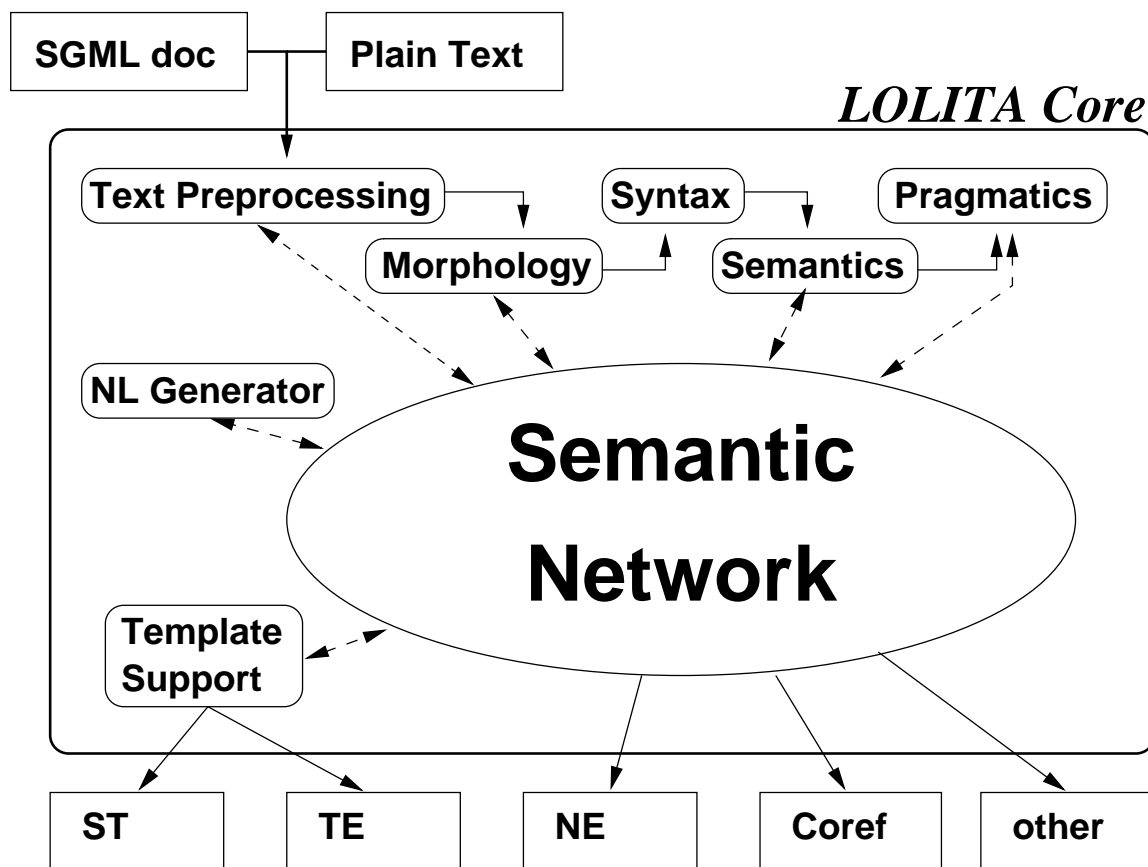 SGML doc
Plain Text
LOLITA Core
Text Preprocessing
Syntax
Pragmatics
Morphology
Semantics
NL Generator
Semantic
Network
Template
Support
ST
TE
NE
Coref
other